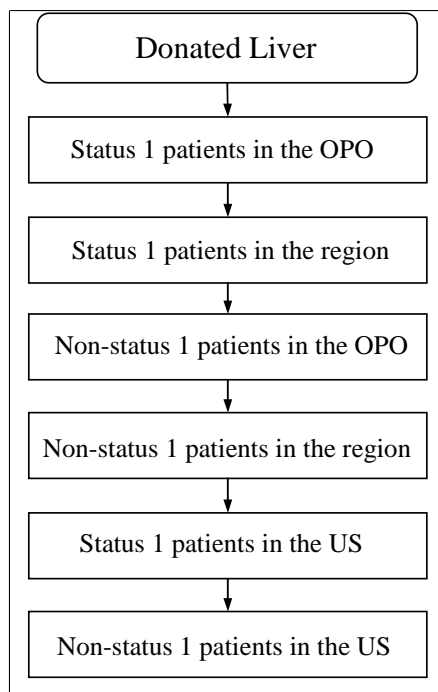 Donated Liver
Status 1 patients in the OPO
Status 1 patients in the region
Non-status 1 patients in the OPO
Non-status 1 patients in the region
Status 1 patients in the US
Non-status 1 patients in the US